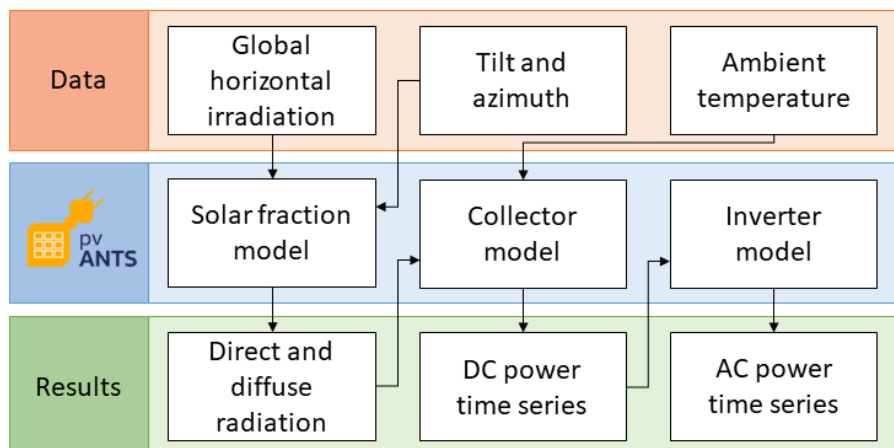 Data
Global
horizontal
irradiation
Tilt and
azimuth
Ambient
temperature
pv
ANTS
Solar fraction
model
Collector
model
Inverter
model
Results
Direct and
diffuse
radiation
DC power
time series
AC power
time series